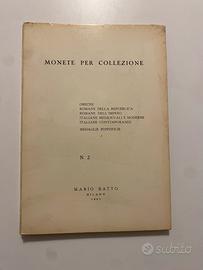 MONETE PER COLLEZIONE
GRECHE
ROMANE DELLA REPUBBLICA
ROMANE DELL'IMPERO
ITALIANE MEDIOEVALI E MODERNE
ITALIANE CONTEMPORANEE
MEDAGLIE PONTIFICIE
N. 2
MARIO RATTO
MILANO
subito